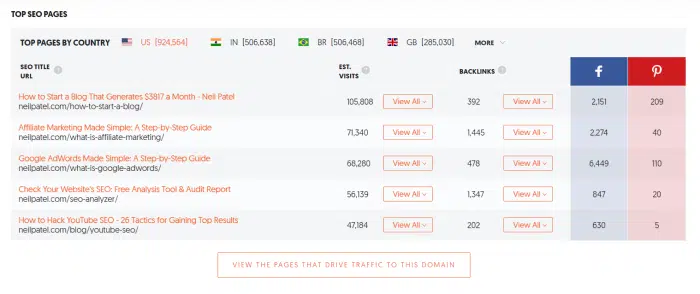 TOP SEO PAGES
TOP PAGES BY COUNTRY US [924,564] IN [506,638] BR [506,468] GB [285,030] MORE
SEO TITLE URL ? EST. VISITS ? BACKLINKS ?
How to Start a Blog That Generates $3817 a Month - Neil Patel
neilpatel.com/how-to-start-a-blog/
105,808 View All 392 View All 2,151 209
Affiliate Marketing Made Simple: A Step-by-Step Guide
neilpatel.com/what-is-affiliate-marketing/
71,340 View All 1,445 View All 2,274 40
Google AdWords Made Simple: A Step-by-Step Guide
neilpatel.com/what-is-google-adwords/
68,280 View All 478 View All 6,449 110
Check Your Website's SEO: Free Analysis Tool & Audit Report
neilpatel.com/seo-analyzer/
56,139 View All 1,347 View All 847 20
How to Hack YouTube SEO - 26 Tactics for Gaining Top Results
neilpatel.com/blog/youtube-seo/
47,184 View All 202 View All 630 5
VIEW THE PAGES THAT DRIVE TRAFFIC TO THIS DOMAIN